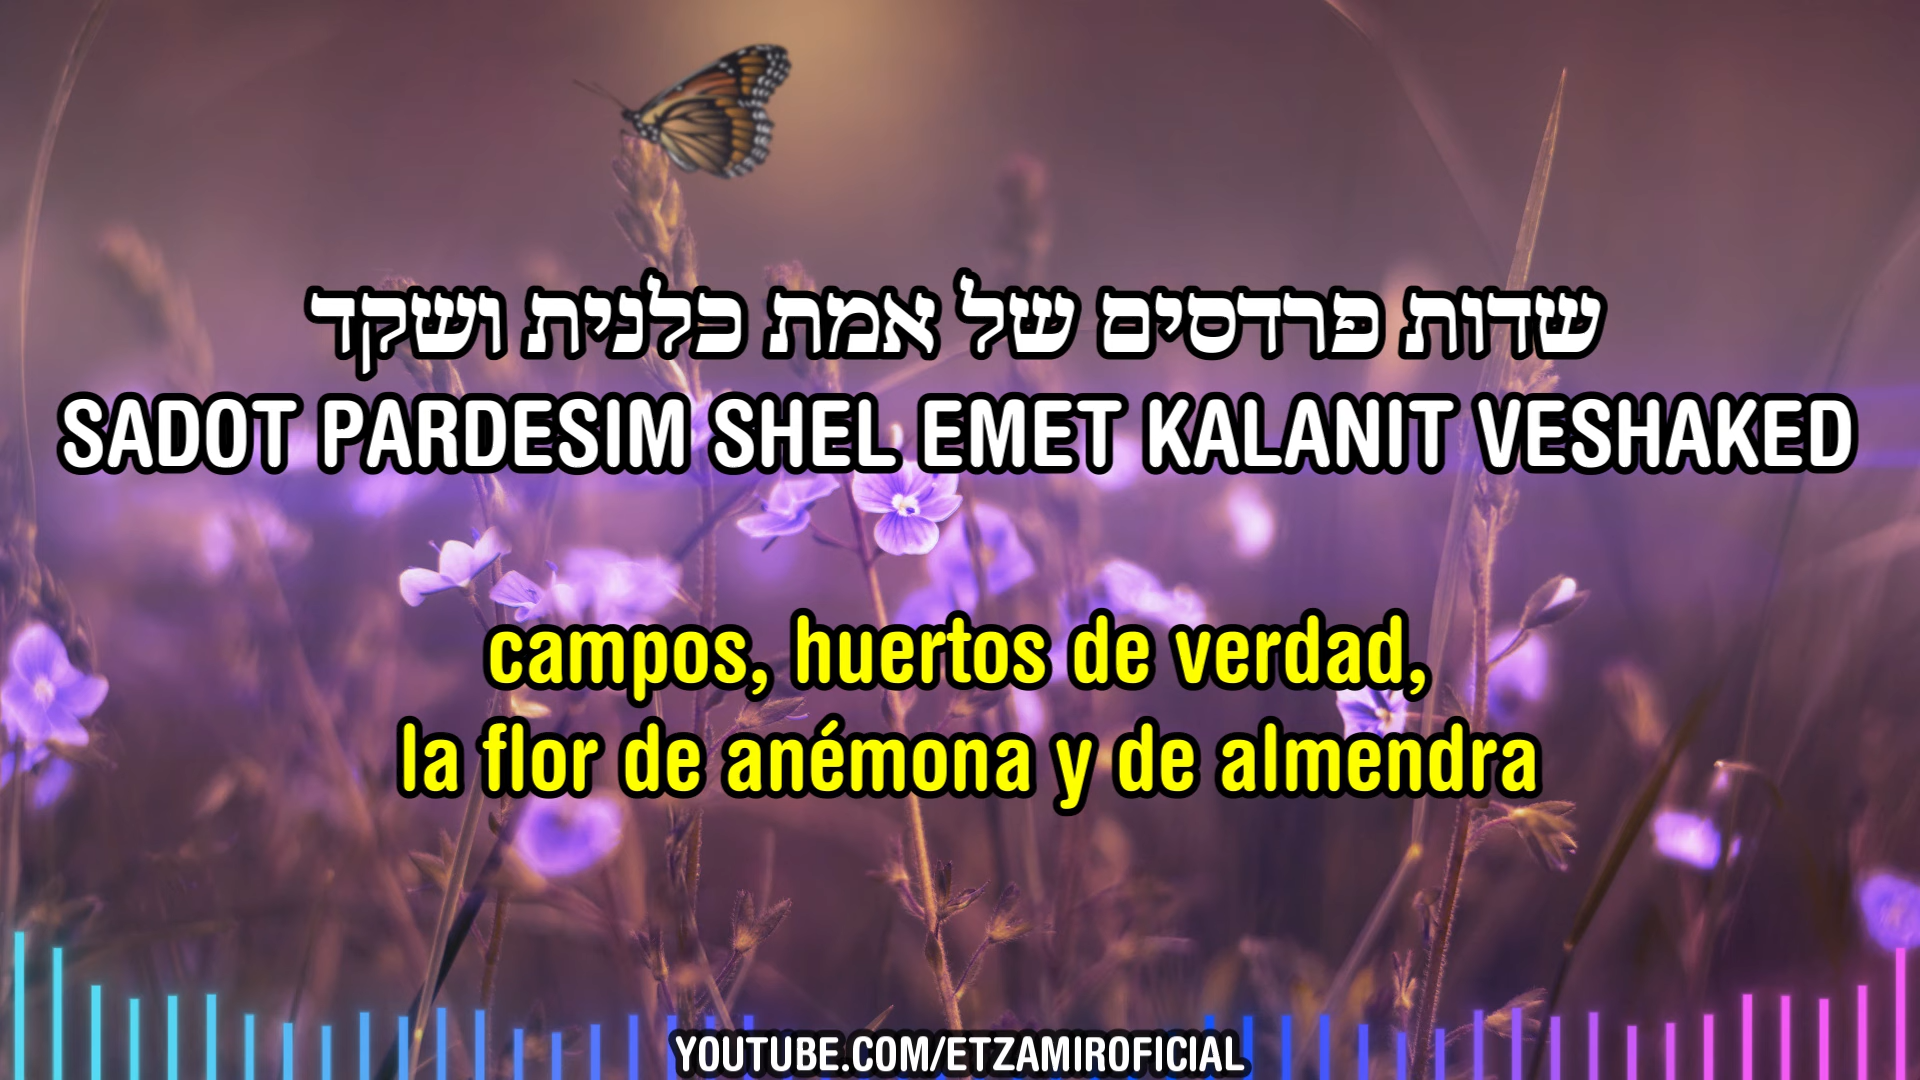 שדות פרדסים של אמת כלנית ושקד
SADOT PARDESIM SHEL EMET KALANIT VESHAKED
campos, huertos de verdad,
la flor de anémona y de almendra
YOUTUBE.COM/ETZAMIROFICIAL